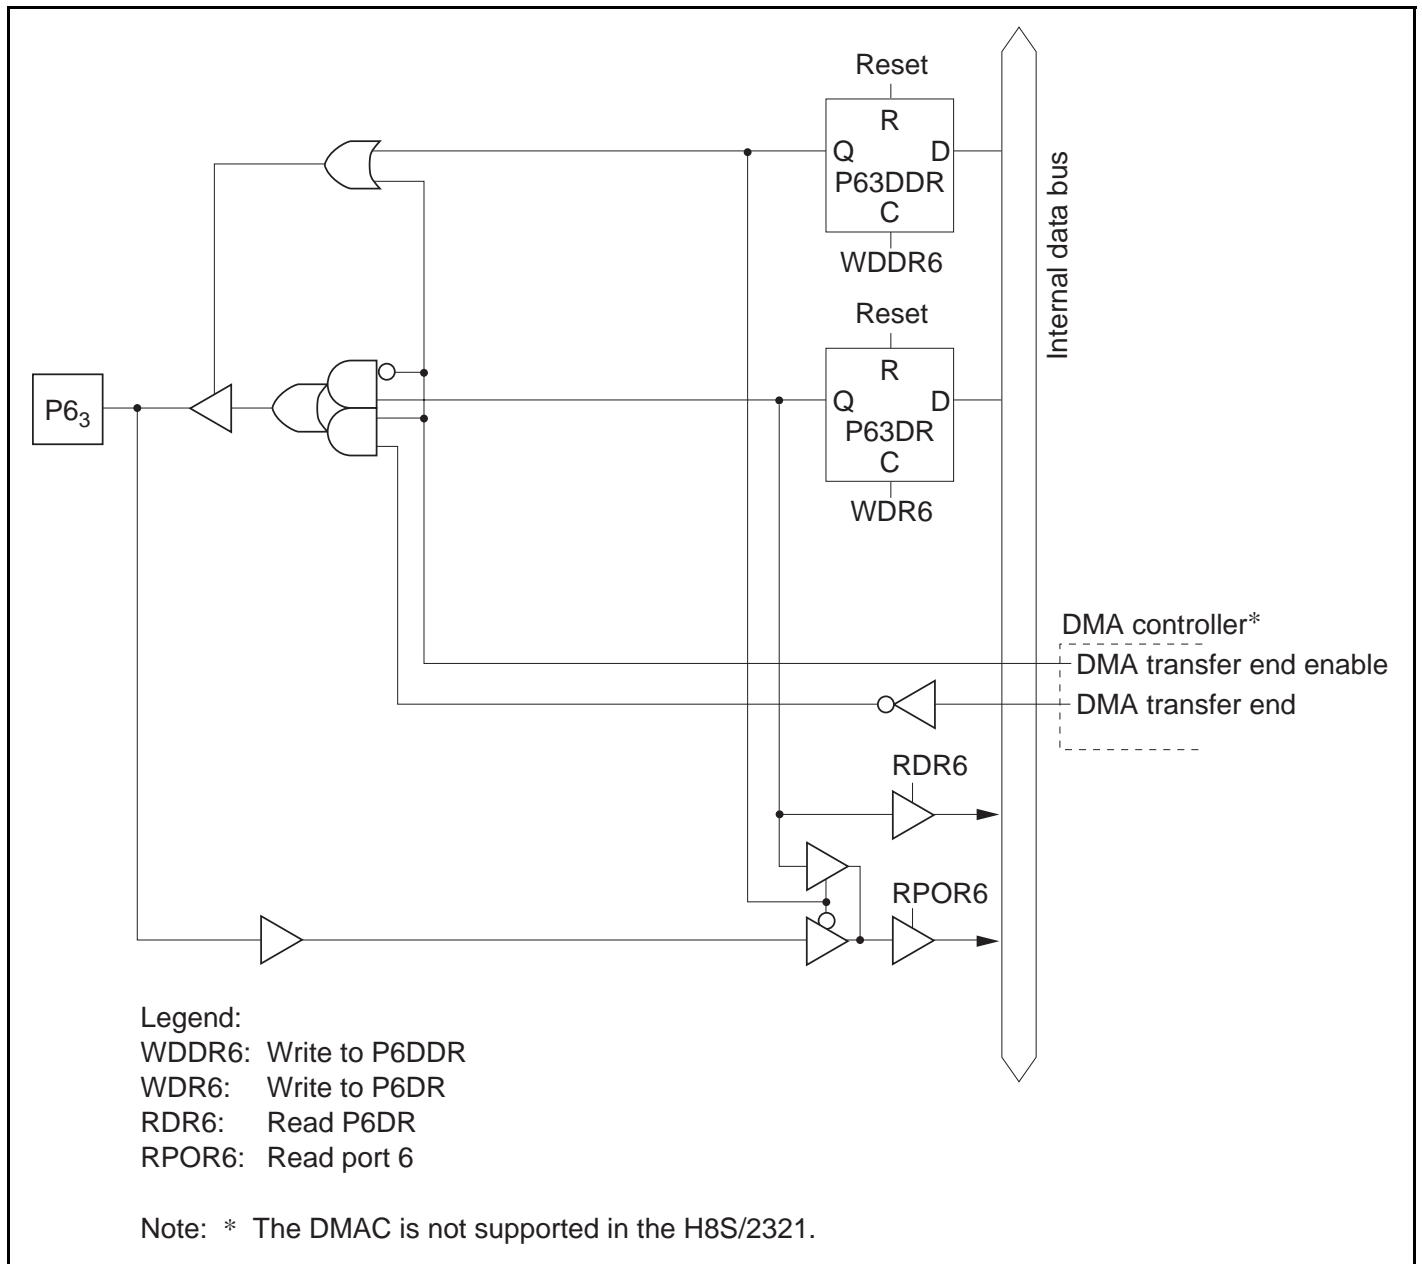 Reset
R
Q D
P63DDR
C
WDDR6
Internal data bus
Reset
R
Q D
P63DR
C
WDR6
P6₃
DMA controller*
DMA transfer end enable
DMA transfer end
RDR6
RPOR6
Legend:
WDDR6: Write to P6DDR
WDR6: Write to P6DR
RDR6: Read P6DR
RPOR6: Read port 6
Note: * The DMAC is not supported in the H8S/2321.